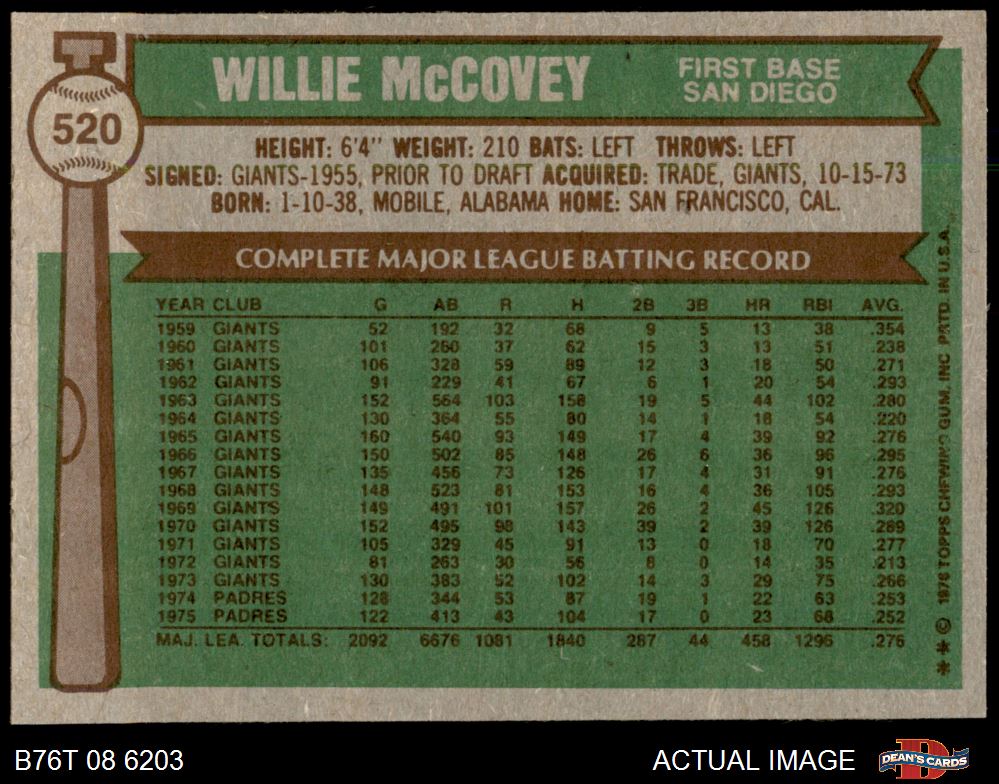 WILLIE McCOVEY
FIRST BASE
SAN DIEGO
520
HEIGHT: 6'4" WEIGHT: 210 BATS: LEFT THROWS: LEFT
SIGNED: GIANTS-1955, PRIOR TO DRAFT ACQUIRED: TRADE, GIANTS, 10-15-73
BORN: 1-10-38, MOBILE, ALABAMA HOME: SAN FRANCISCO, CAL.
COMPLETE MAJOR LEAGUE BATTING RECORD
YEAR CLUB G AB R H 2B 3B HR RBI AVG.
1959 GIANTS 52 192 32 68 9 5 13 38 .354
1960 GIANTS 101 260 37 62 15 3 13 51 .238
1961 GIANTS 106 328 59 89 12 3 18 50 .271
1962 GIANTS 91 229 41 67 6 1 20 54 .293
1963 GIANTS 152 564 103 158 19 5 44 102 .280
1964 GIANTS 130 364 55 80 14 1 18 54 .220
1965 GIANTS 160 540 93 149 17 4 39 92 .276
1966 GIANTS 150 502 85 148 26 6 36 96 .295
1967 GIANTS 135 456 73 126 17 4 31 91 .276
1968 GIANTS 148 523 81 153 16 4 36 105 .293
1969 GIANTS 149 491 101 157 26 2 45 126 .320
1970 GIANTS 152 495 98 143 39 2 39 126 .289
1971 GIANTS 105 329 45 91 13 0 18 70 .277
1972 GIANTS 81 263 30 56 8 0 14 35 .213
1973 GIANTS 130 383 52 102 14 3 29 75 .266
1974 PADRES 128 344 53 87 19 1 22 63 .253
1975 PADRES 122 413 43 104 17 0 23 68 .252
MAJ. LEA. TOTALS: 2092 6676 1081 1840 287 44 458 1296 .276
** © 1976 TOPPS CHEWING GUM, INC. PRTD. IN U.S.A.
B76T 08 6203
ACTUAL IMAGE
DEAN'S CARDS